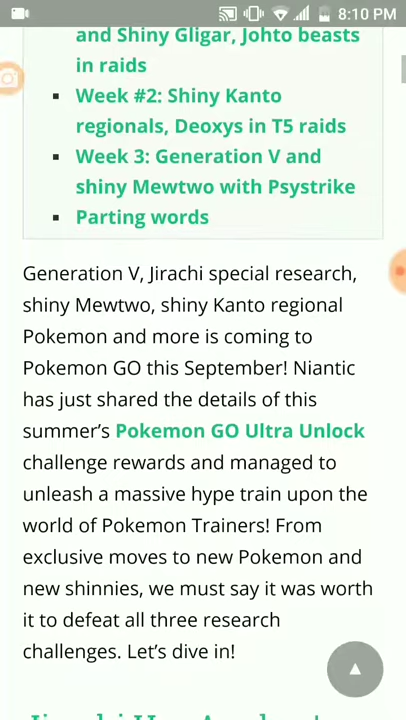 8:10 PM
and Shiny Gligar, Johto beasts
in raids
Week #2: Shiny Kanto
regionals, Deoxys in T5 raids
Week 3: Generation V and
shiny Mewtwo with Psystrike
Parting words
Generation V, Jirachi special research,
shiny Mewtwo, shiny Kanto regional
Pokemon and more is coming to
Pokemon GO this September! Niantic
has just shared the details of this
summer’s Pokemon GO Ultra Unlock
challenge rewards and managed to
unleash a massive hype train upon the
world of Pokemon Trainers! From
exclusive moves to new Pokemon and
new shinnies, we must say it was worth
it to defeat all three research
challenges. Let’s dive in!